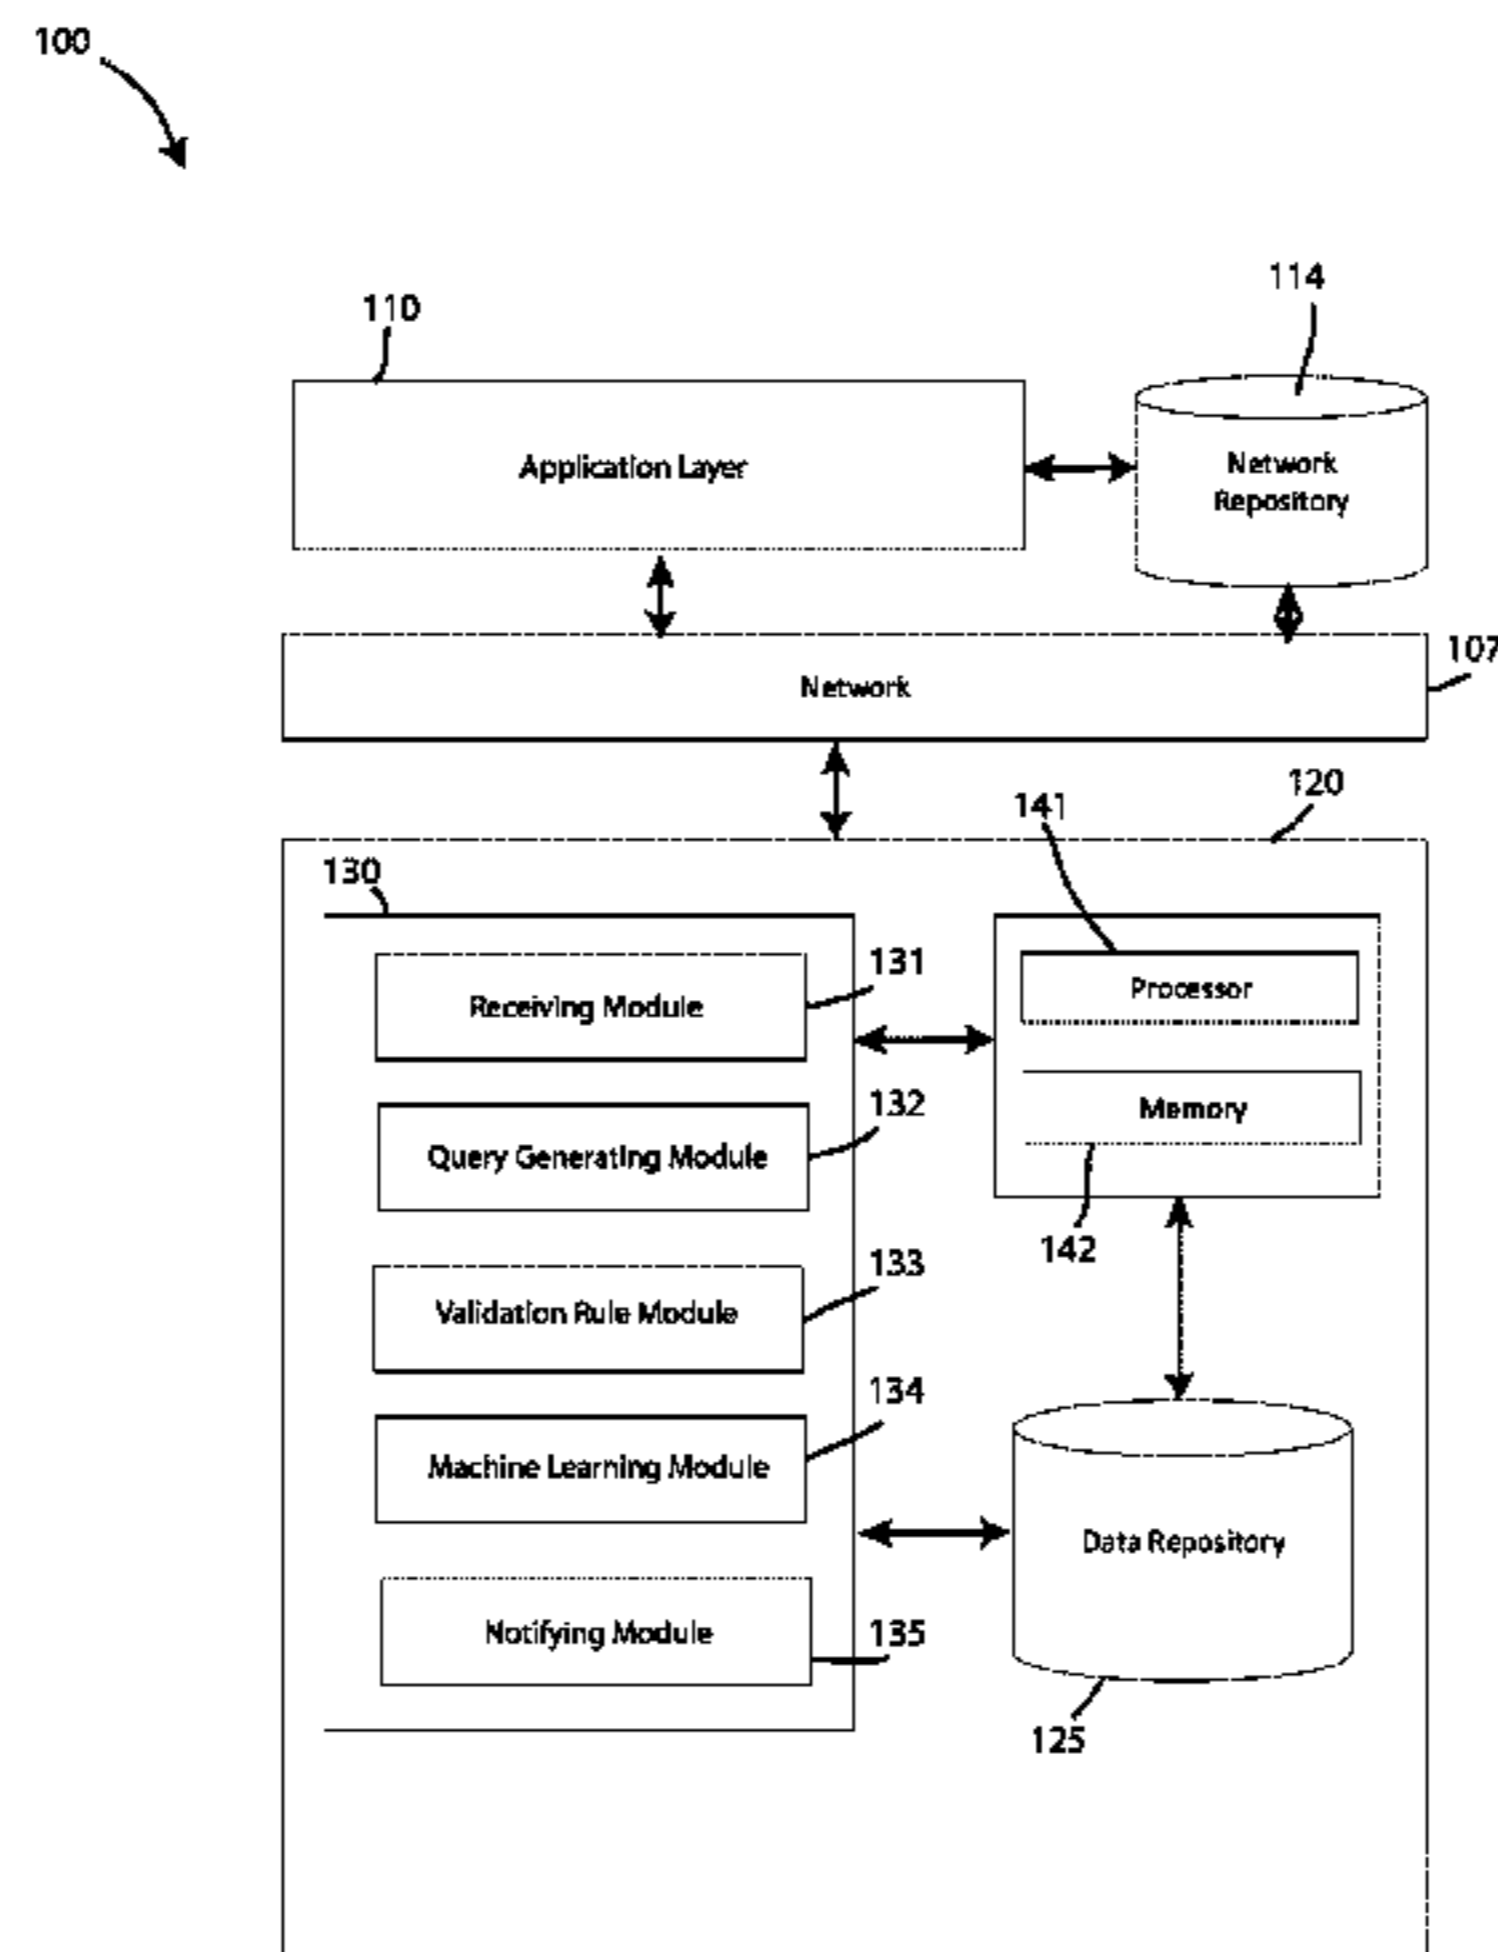 100
114
110
Application Layer
Network
Repository
107
Network
120
141
130
131
Receiving Module
Processor
132
Memory
Query Generating Module
142
133
Validation Rule Module
134
Machine Learning Module
Data Repository
Notifying Module
135
125